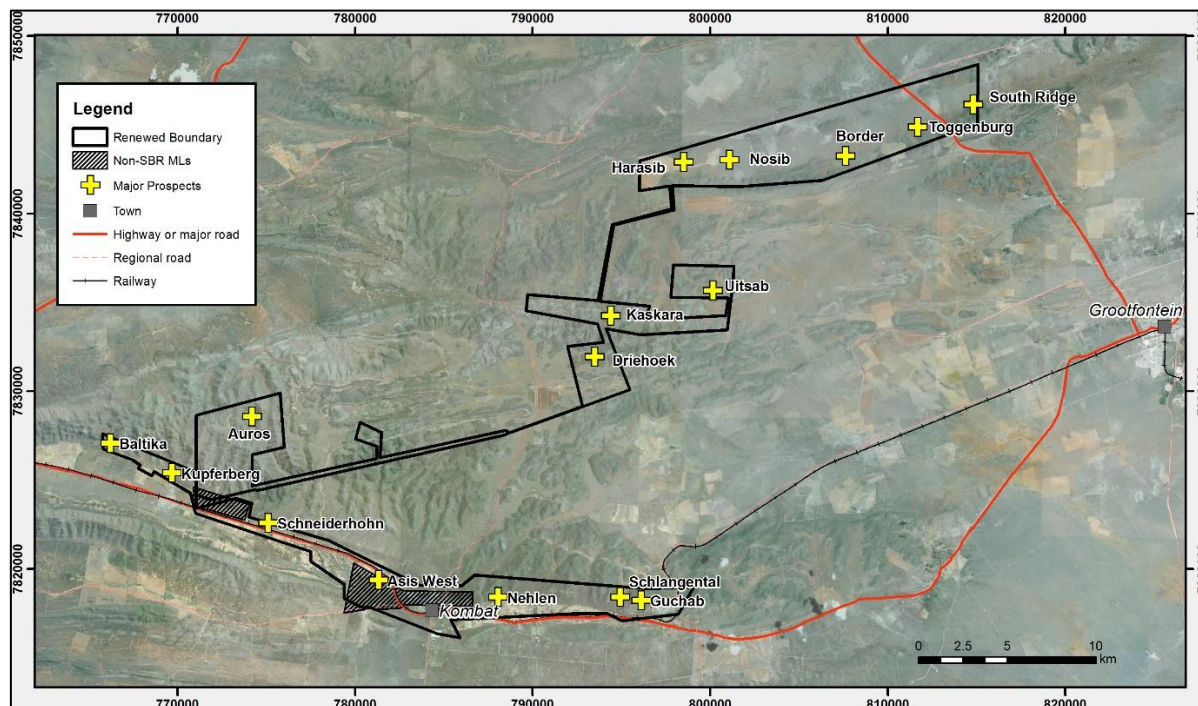 770000 780000 790000 800000 810000 820000
7850000
7840000
7830000
7820000
Legend
Renewed Boundary
Non-SBR MLs
Major Prospects
Town
Highway or major road
Regional road
Railway
South Ridge
Toggenburg
Border
Harasib
Nosib
Uitsab
Kaskara
Grootfontein
Driehoek
Auros
Baltika
Kupferberg
Schneiderhohn
Asis West
Schlangental
Nehlen
Guchab
Kombat
0 2.5 5 10
km
770000 780000 790000 800000 810000 820000